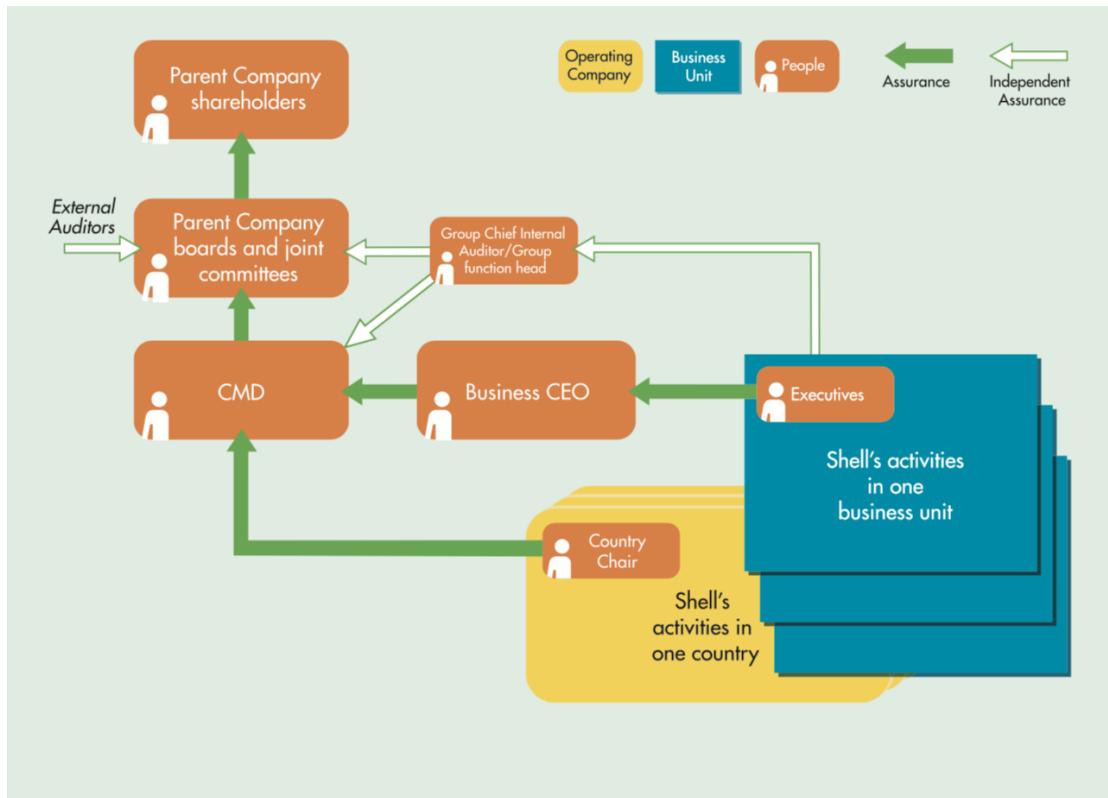 Parent Company
shareholders
Operating
Company
Business
Unit
People
Assurance
Independent
Assurance
External
Auditors
Parent Company
boards and joint
committees
Group Chief Internal
Auditor/Group
function head
CMD
Business CEO
Executives
Shell's activities
in one
business unit
Country
Chair
Shell's
activities in
one country